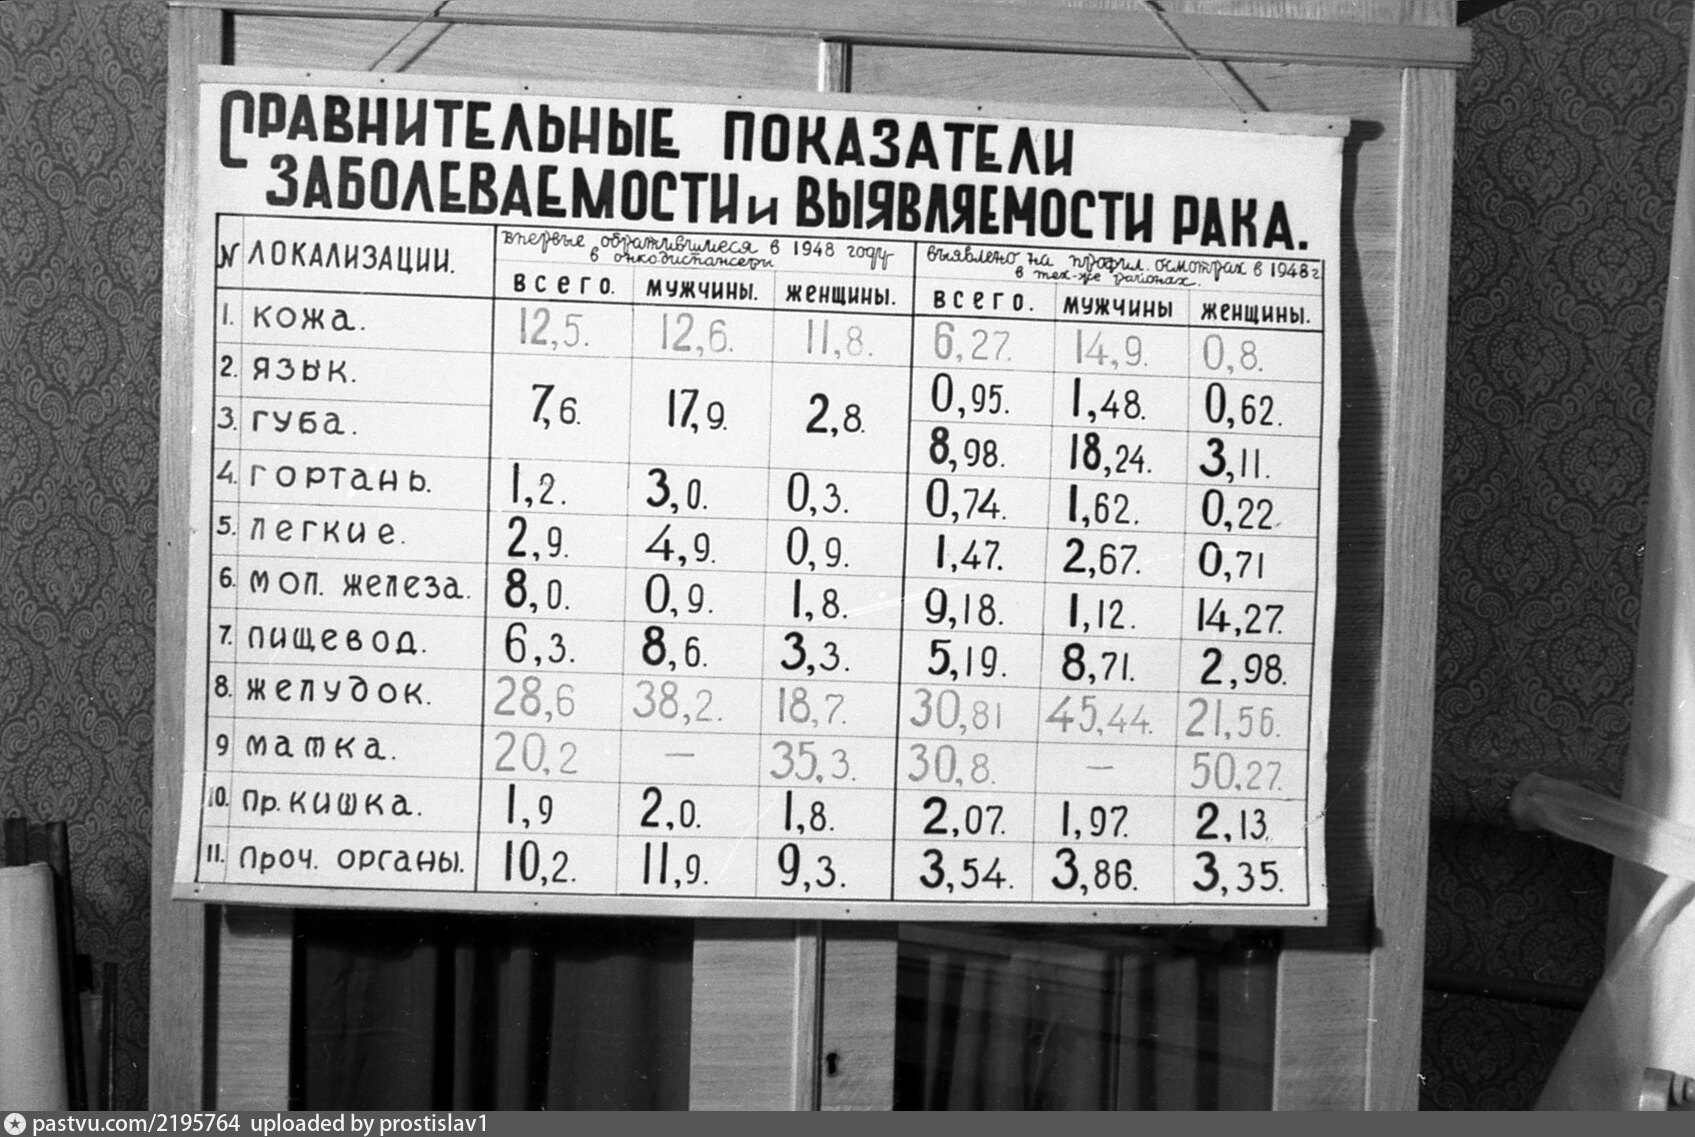 СРАВНИТЕЛЬНЫЕ ПОКАЗАТЕЛИ
ЗАБОЛЕВАЕМОСТИ и ВЫЯВЛЯЕМОСТИ РАКА.
N ЛОКАЛИЗАЦИИ. впервые обратившиеся в 1948 году в онкодиспансеры выявлено на профил. осмотрах в 1948 г в тех-же районах.
всего. мужчины. женщины. всего. мужчины женщины.
1. кожа. 12,5. 12,6. 11,8. 6,27. 14,9. 0,8.
2. язык. 7,6. 17,9. 2,8. 0,95. 1,48. 0,62.
3. губа. 8,98. 18,24. 3,11.
4. гортань. 1,2. 3,0. 0,3. 0,74. 1,62. 0,22.
5. легкие. 2,9. 4,9. 0,9. 1,47. 2,67. 0,71
6. мол. железа. 8,0. 0,9. 1,8. 9,18. 1,12. 14,27.
7. пищевод. 6,3. 8,6. 3,3. 5,19. 8,71. 2,98.
8. желудок. 28,6 38,2. 18,7. 30,81 45,44. 21,56.
9 матка. 20,2 — 35,3. 30,8. — 50,27.
10. пр. кишка. 1,9 2,0. 1,8. 2,07. 1,97. 2,13.
11. проч. органы. 10,2. 11,9. 9,3. 3,54. 3,86. 3,35.
pastvu.com/2195764 uploaded by prostislav1